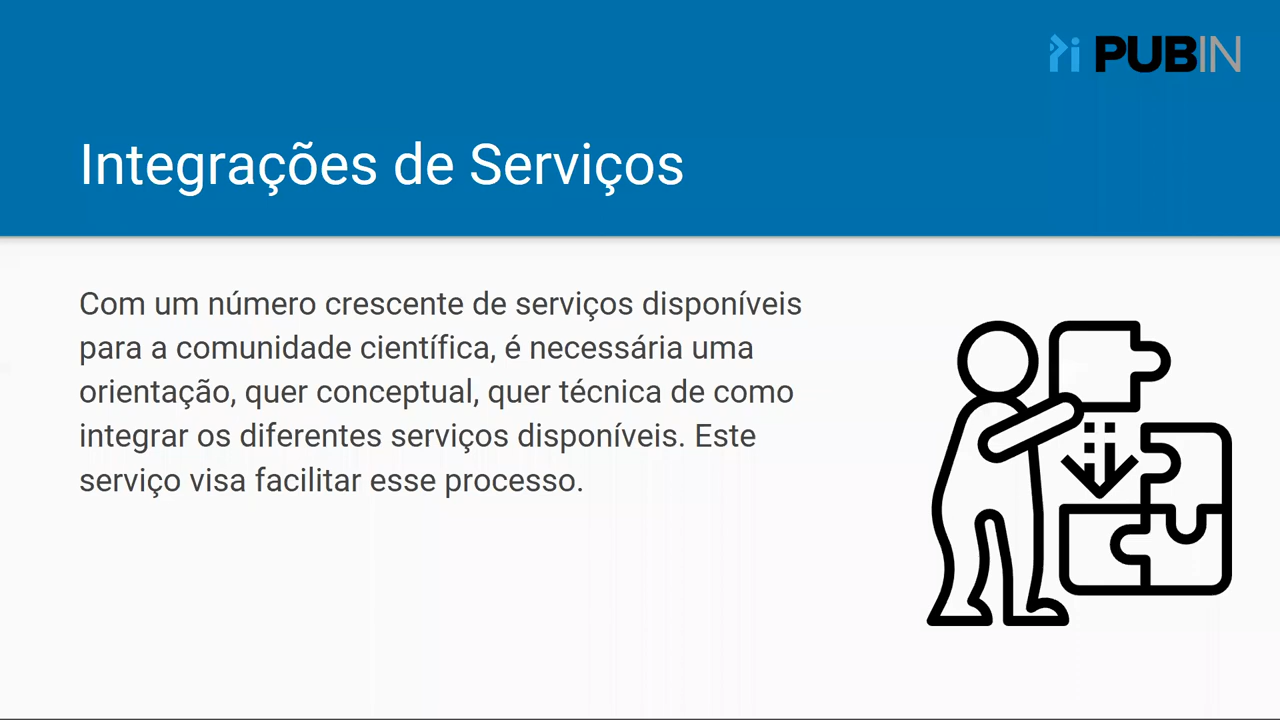 PUBIN
Integrações de Serviços
Com um número crescente de serviços disponíveis
para a comunidade científica, é necessária uma
orientação, quer conceptual, quer técnica de como
integrar os diferentes serviços disponíveis. Este
serviço visa facilitar esse processo.